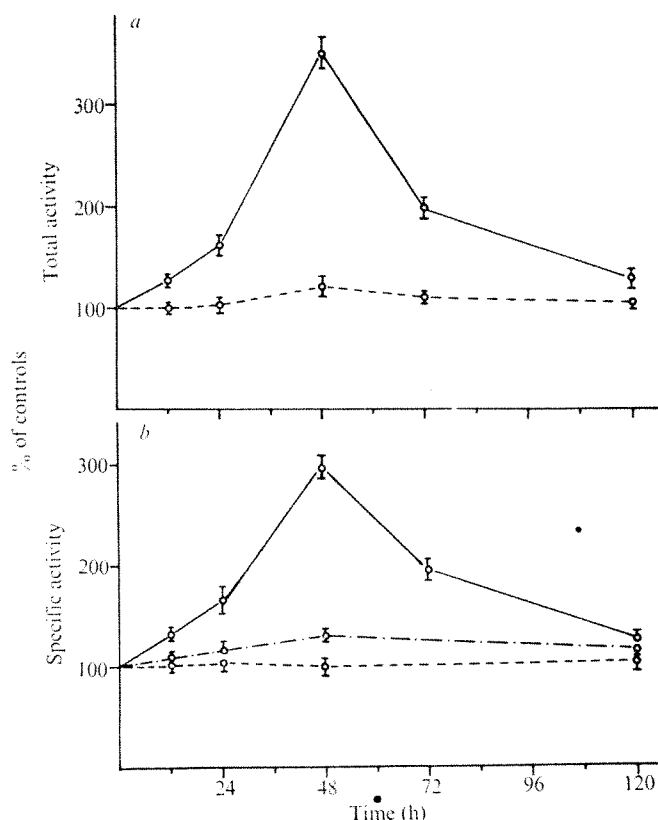 a
300
200
100
Total activity
% of controls
b
300
200
100
Specific activity
24 48 72 96 120
Time (h)